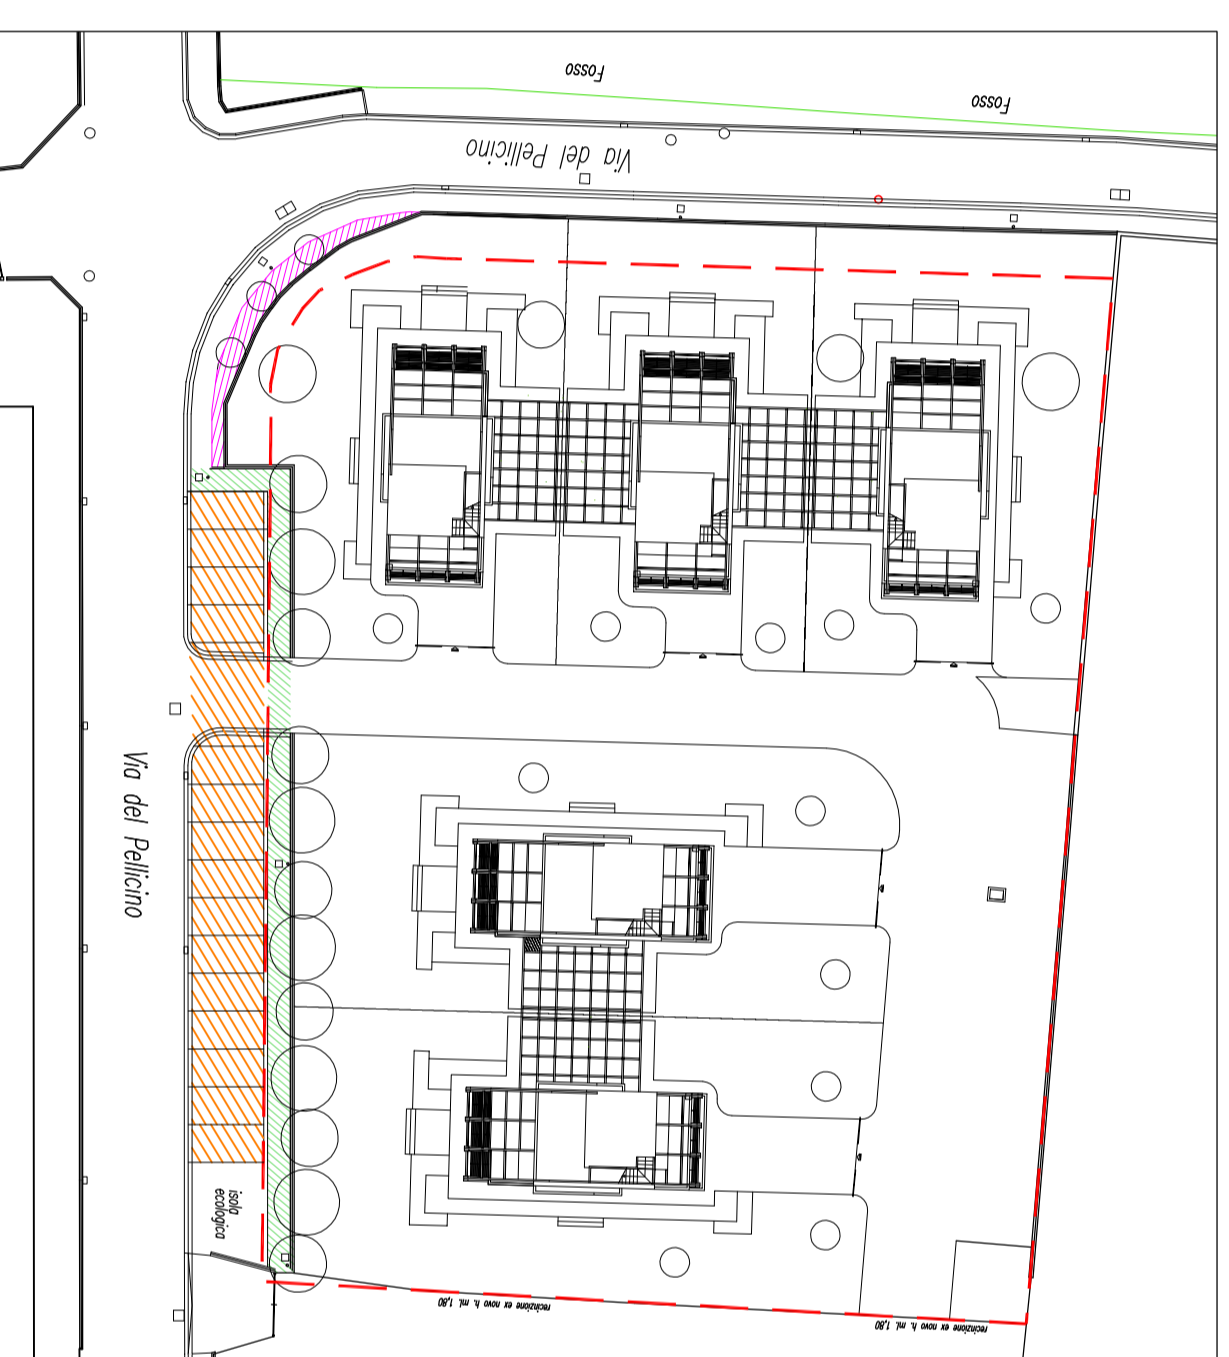 Fosso
Fosso
Via del Pellicino
Via del Pellicino
isola
ecologica
recinzione ex novo h. ml. 1,80
recinzione ex novo h. ml. 1,80